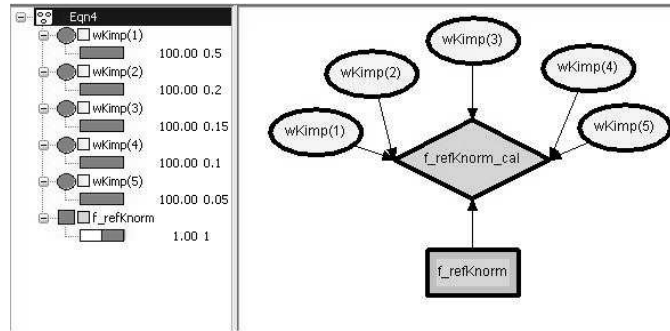 Eqn4
wKimp(1)
100.00 0.5
wKimp(2)
100.00 0.2
wKimp(3)
100.00 0.15
wKimp(4)
100.00 0.1
wKimp(5)
100.00 0.05
f_refKnorm
1.00 1
wKimp(3)
wKimp(2)
wKimp(4)
wKimp(1)
wKimp(5)
f_refKnorm_cal
f_refKnorm